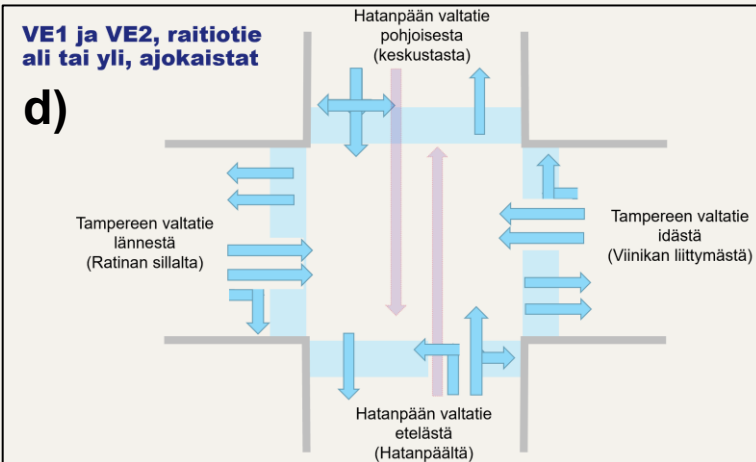 VE1 ja VE2, raitiotie
ali tai yli, ajokaistat
d)
Hatanpään valtatie
pohjoisesta
(keskustasta)
Tampereen valtatie
lännestä
(Ratinan sillalta)
Tampereen valtatie
idästä
(Viinikan liittymästä)
Hatanpään valtatie
etelästä
(Hatanpäältä)